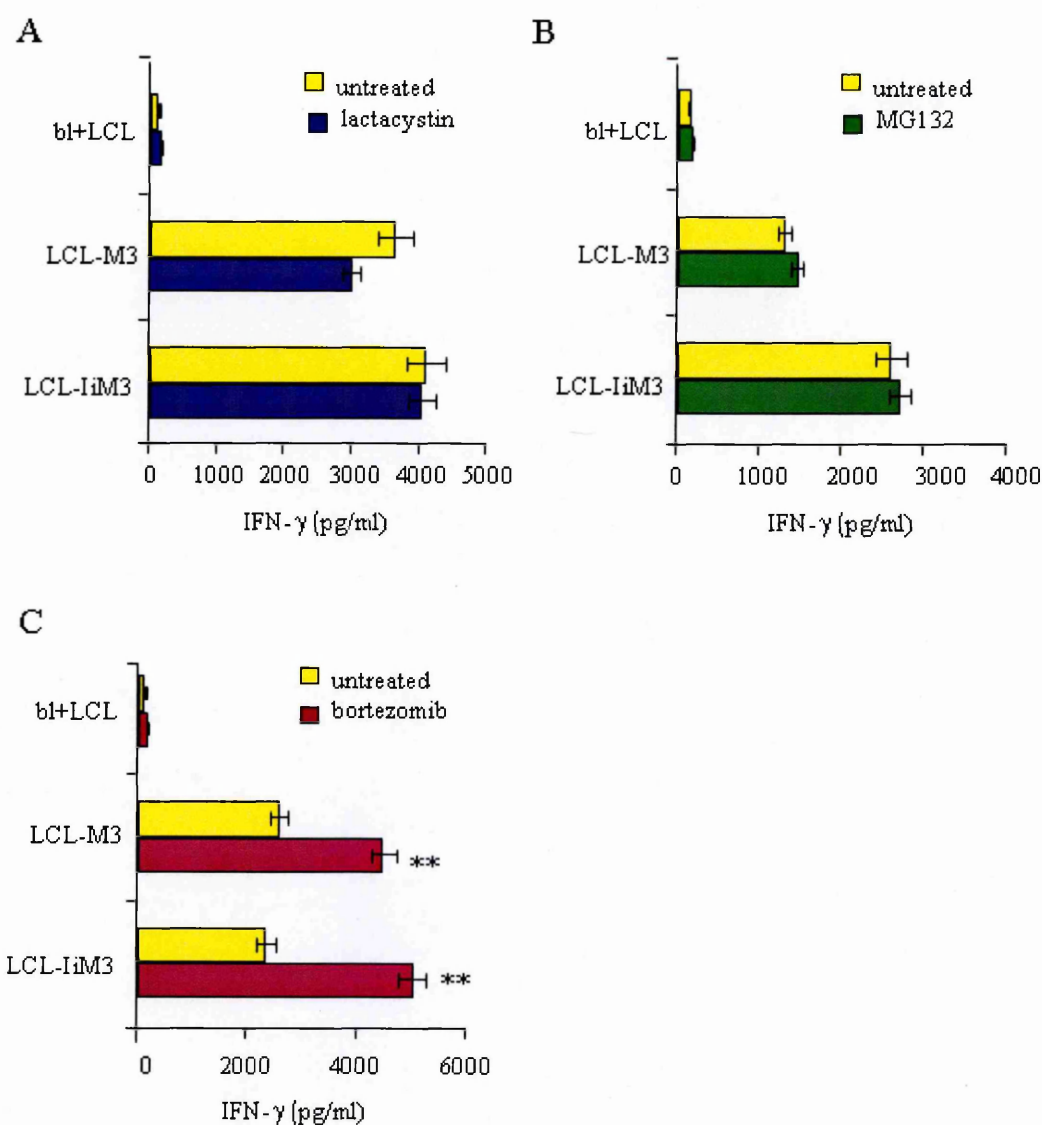 A
untreated
lactacystin
bl+LCL
LCL-M3
LCL-IiM3
0 1000 2000 3000 4000 5000
IFN-γ (pg/ml)
B
untreated
MG132
bl+LCL
LCL-M3
LCL-IiM3
0 1000 2000 3000 4000
IFN-γ (pg/ml)
C
untreated
bortezomib
bl+LCL
LCL-M3
**
LCL-IiM3
**
0 2000 4000 6000
IFN-γ (pg/ml)